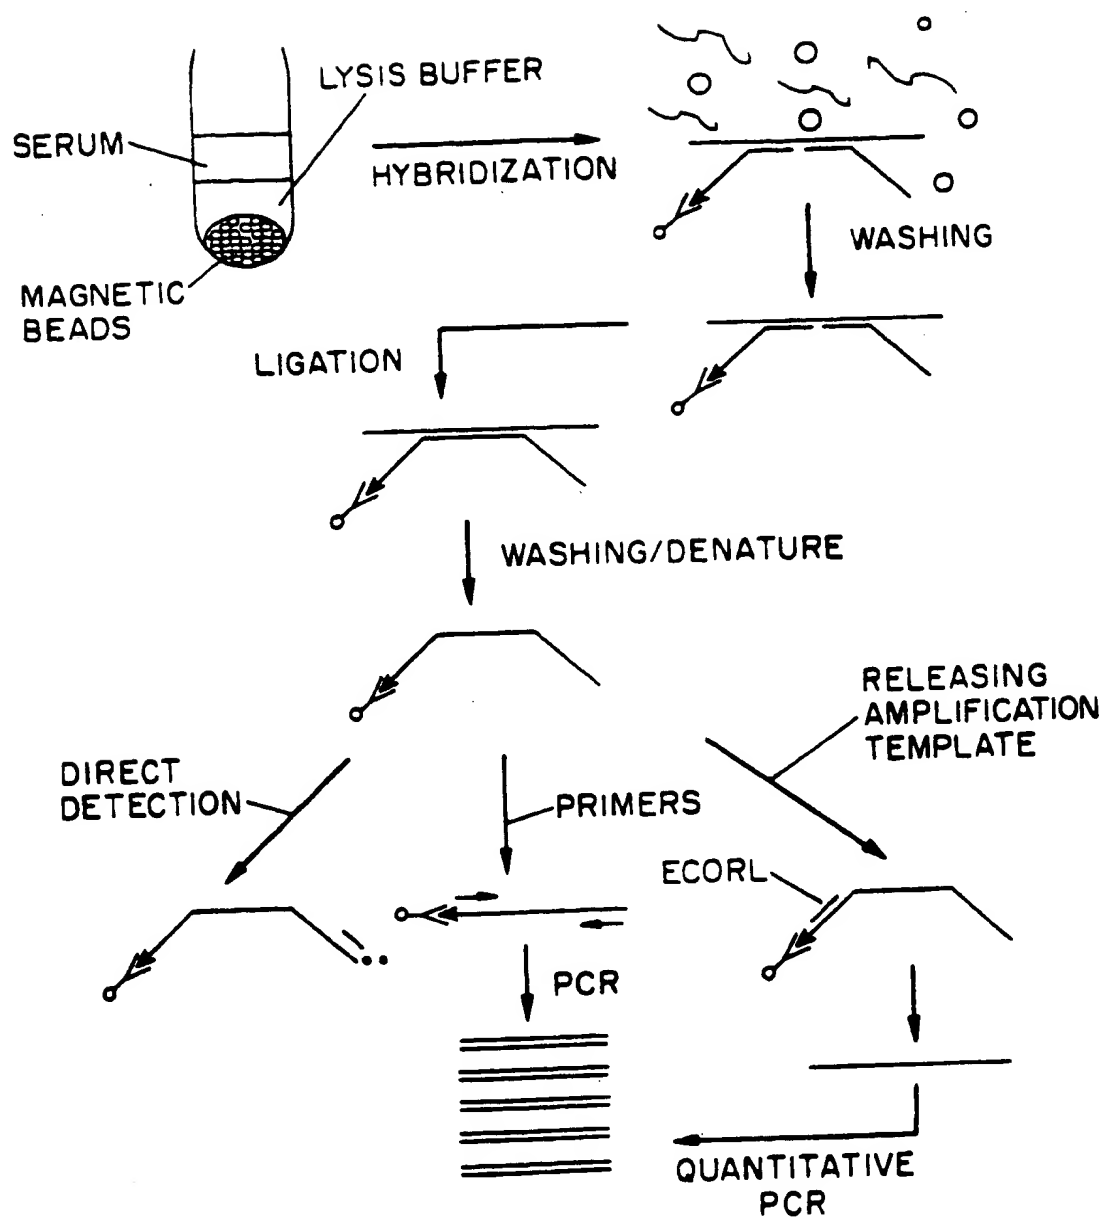 LYSIS BUFFER
SERUM
HYBRIDIZATION
MAGNETIC
BEADS
WASHING
LIGATION
WASHING/DENATURE
RELEASING
AMPLIFICATION
TEMPLATE
DIRECT
DETECTION
PRIMERS
ECORL
PCR
QUANTITATIVE
PCR